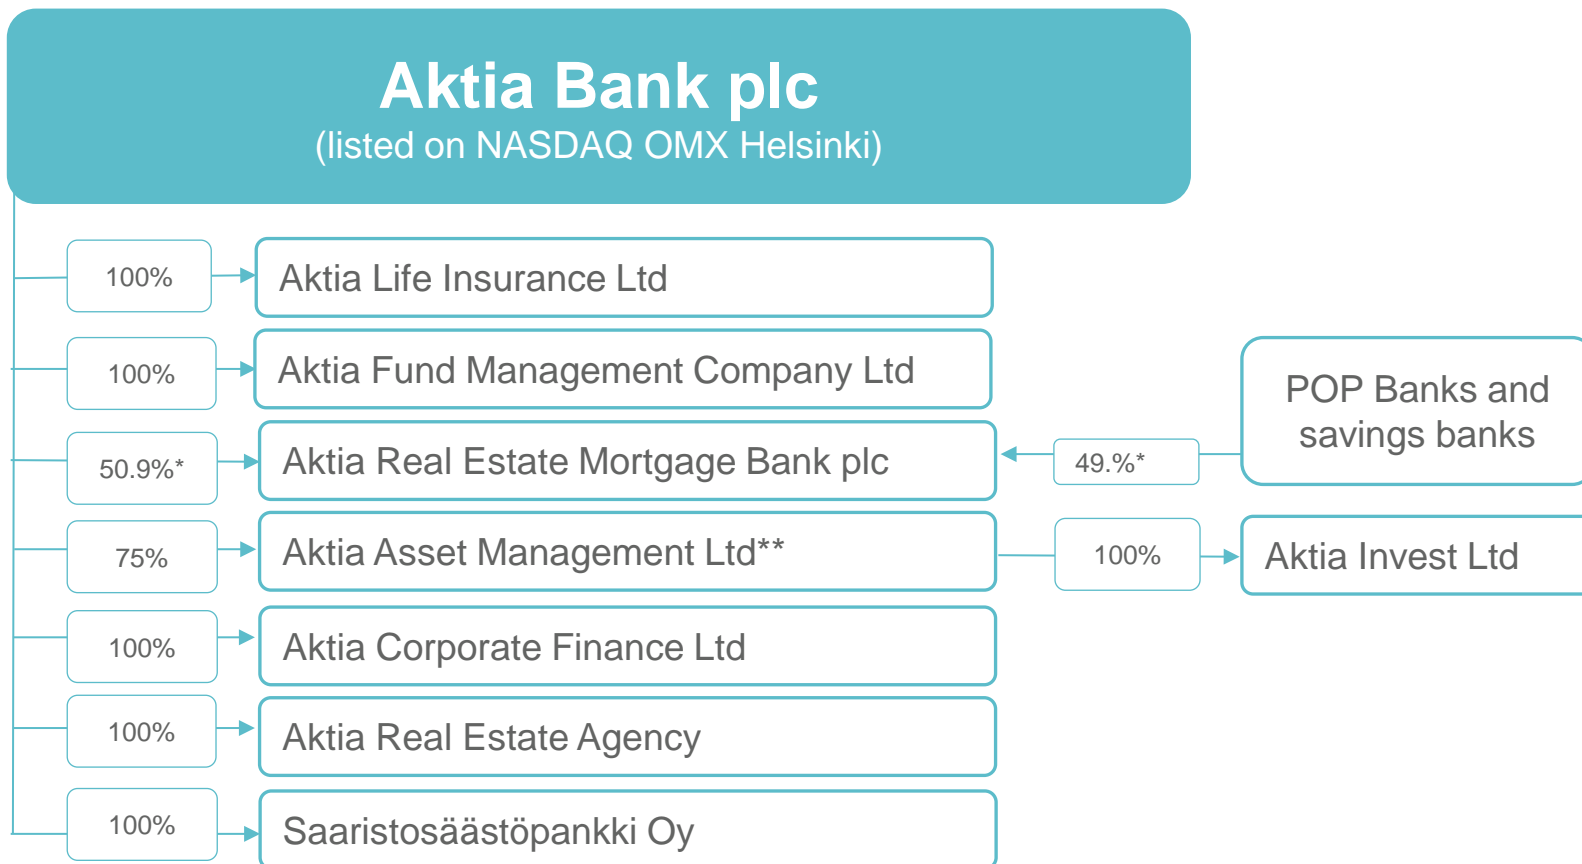 Aktia Bank plc
(listed on NASDAQ OMX Helsinki)
100%
Aktia Life Insurance Ltd
100%
Aktia Fund Management Company Ltd
50.9%*
Aktia Real Estate Mortgage Bank plc
49.%*
POP Banks and
savings banks
75%
Aktia Asset Management Ltd**
100%
Aktia Invest Ltd
100%
Aktia Corporate Finance Ltd
100%
Aktia Real Estate Agency
100%
Saaristosäästöpankki Oy